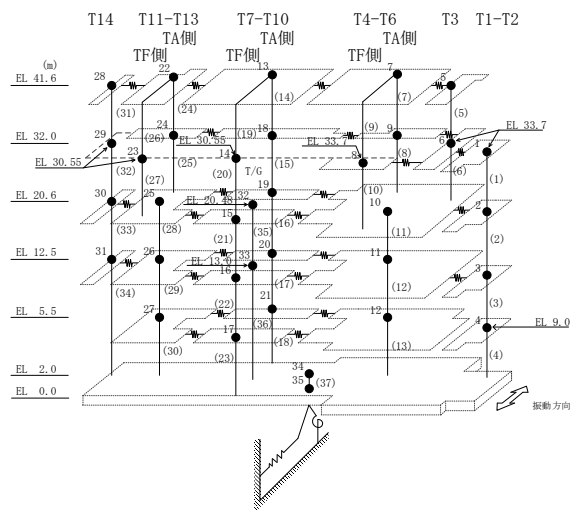 T14 T11-T13 T7-T10 T4-T6 T3 T1-T2
TA側 TA側 TA側
TF側 TF側 TF側
(m)
EL 41.6 28 22 13 7 5
(31) (24) (14) (7) (5)
EL 32.0 29 24 18 (9) 9 6 EL 33.7
(26) (19) EL 33.7 1
EL 30.55 23 (25) EL 30.55 14 (15) 8 (8)
(32) (27) (20) T/G (6) (1)
EL 20.6 30 25 19 (10)
EL 20.48 32 10 2
(33) (28) 15 (35) (16) (11) (2)
EL 12.5 31 26 (21) 33 20 11
EL 13.0 16 3
(34) (29) (17) (12) (3)
EL 5.5 27 (22) 21 12 4 EL 9.0
(36)
(30) 17 (18) (13) (4)
(23)
EL 2.0 34
EL 0.0 35 (37)
振動方向